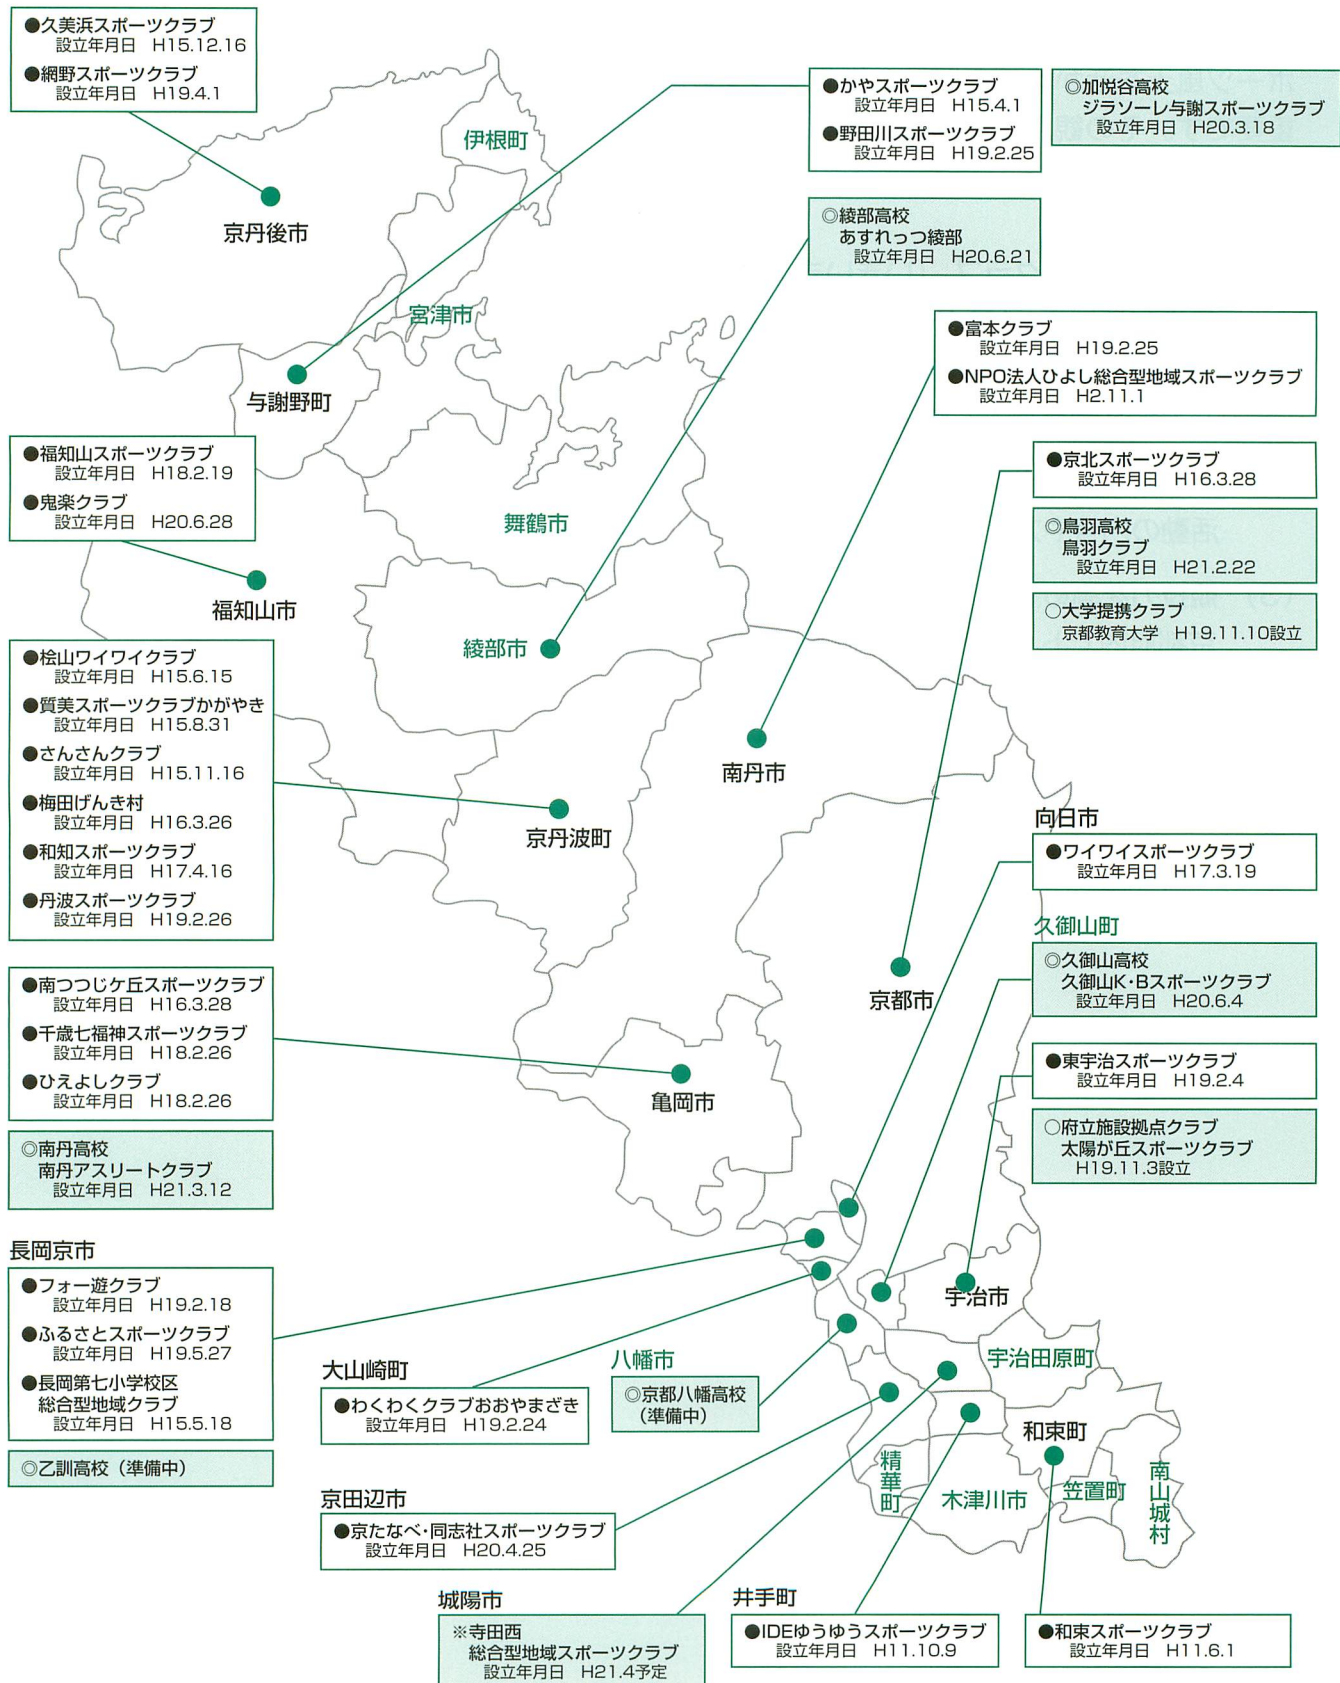 ●久美浜スポーツクラブ
設立年月日 H15.12.16
●網野スポーツクラブ
設立年月日 H19.4.1
伊根町
京丹後市
●かやスポーツクラブ
設立年月日 H15.4.1
●野田川スポーツクラブ
設立年月日 H19.2.25
◎加悦谷高校
ジラソーレ与謝スポーツクラブ
設立年月日 H20.3.18
◎綾部高校
あすれっつ綾部
設立年月日 H20.6.21
宮津市
与謝野町
●富本クラブ
設立年月日 H19.2.25
●NPO法人ひよし総合型地域スポーツクラブ
設立年月日 H2.11.1
●福知山スポーツクラブ
設立年月日 H18.2.19
●鬼楽クラブ
設立年月日 H20.6.28
舞鶴市
福知山市
綾部市
●京北スポーツクラブ
設立年月日 H16.3.28
◎鳥羽高校
鳥羽クラブ
設立年月日 H21.2.22
○大学提携クラブ
京都教育大学 H19.11.10設立
●桧山ワイワイクラブ
設立年月日 H15.6.15
●質美スポーツクラブかがやき
設立年月日 H15.8.31
●さんさんクラブ
設立年月日 H15.11.16
●梅田げんき村
設立年月日 H16.3.26
●和知スポーツクラブ
設立年月日 H17.4.16
●丹波スポーツクラブ
設立年月日 H19.2.26
南丹市
京丹波町
向日市
●ワイワイスポーツクラブ
設立年月日 H17.3.19
久御山町
◎久御山高校
久御山K・Bスポーツクラブ
設立年月日 H20.6.4
京都市
●南つつじケ丘スポーツクラブ
設立年月日 H16.3.28
●千歳七福神スポーツクラブ
設立年月日 H18.2.26
●ひえよしクラブ
設立年月日 H18.2.26
亀岡市
◎南丹高校
南丹アスリートクラブ
設立年月日 H21.3.12
●東宇治スポーツクラブ
設立年月日 H19.2.4
○府立施設拠点クラブ
太陽が丘スポーツクラブ
H19.11.3設立
長岡京市
●フォー遊クラブ
設立年月日 H19.2.18
●ふるさとスポーツクラブ
設立年月日 H19.5.27
●長岡第七小学校区
総合型地域クラブ
設立年月日 H15.5.18
◎乙訓高校（準備中）
宇治市
宇治田原町
大山崎町
●わくわくクラブおおやまざき
設立年月日 H19.2.24
八幡市
◎京都八幡高校
（準備中）
和束町
精華町
木津川市
笠置町
南山城村
京田辺市
●京たなべ・同志社スポーツクラブ
設立年月日 H20.4.25
城陽市
※寺田西
総合型地域スポーツクラブ
設立年月日 H21.4予定
井手町
●IDEゆうゆうスポーツクラブ
設立年月日 H11.10.9
●和束スポーツクラブ
設立年月日 H11.6.1